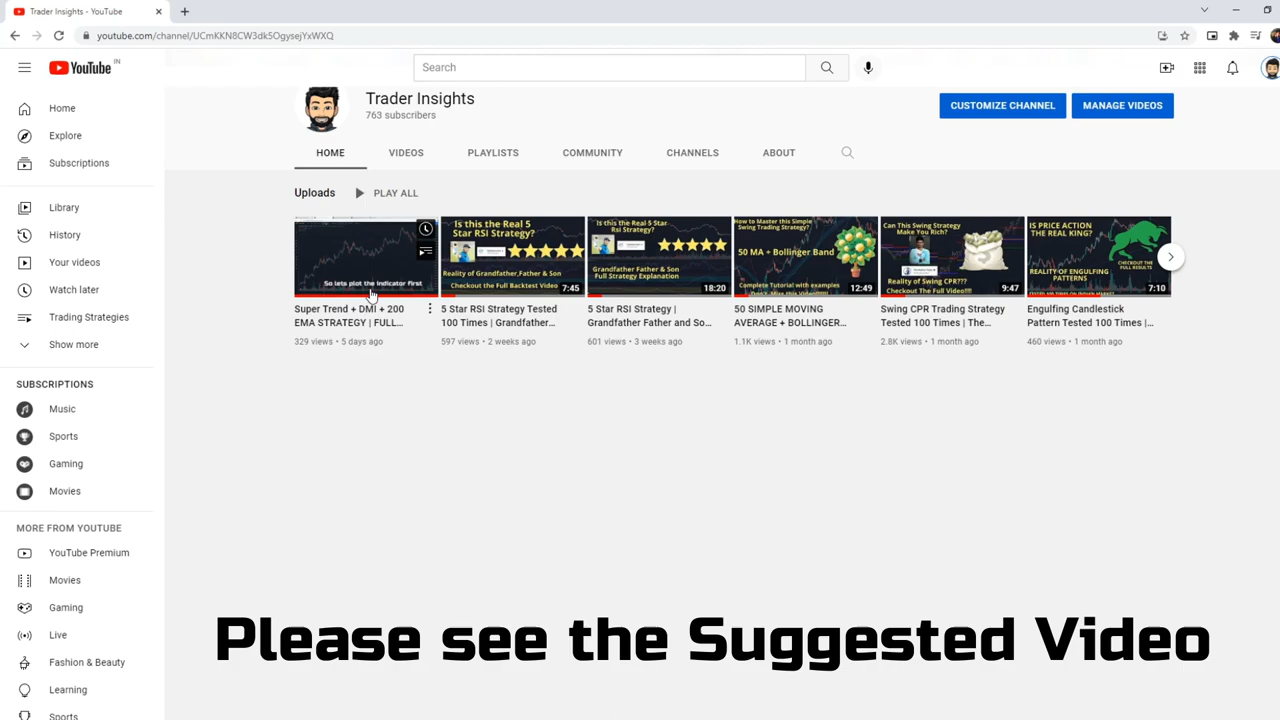 Trader Insights - YouTube
youtube.com/channel/UCmKKN8CW3dk5OgysejYxWXQ
YouTube IN
Search
Trader Insights
763 subscribers
CUSTOMIZE CHANNEL
MANAGE VIDEOS
HOME
VIDEOS
PLAYLISTS
COMMUNITY
CHANNELS
ABOUT
Home
Explore
Subscriptions
Library
History
Your videos
Watch later
Trading Strategies
Show more
SUBSCRIPTIONS
Music
Sports
Gaming
Movies
MORE FROM YOUTUBE
YouTube Premium
Movies
Gaming
Live
Fashion & Beauty
Learning
Sports
Uploads
PLAY ALL
So lets plot the Indicator first
Super Trend + DMI + 200
EMA STRATEGY | FULL...
329 views • 5 days ago
Is this the Real 5
Star RSI Strategy?
Reality of Grandfather,Father & Son
Checkout the Full Backtest Video
7:45
5 Star RSI Strategy Tested
100 Times | Grandfather...
597 views • 2 weeks ago
Is this the Real 5 Star
Rsi Strategy?
Grandfather Father & Son
Full Strategy Explanation
18:20
5 Star RSI Strategy |
Grandfather Father and So...
601 views • 3 weeks ago
How to Master this Simple
Swing Trading Strategy?
50 MA + Bollinger Band
Complete Tutorial with examples
Don't Miss this Video!!!
12:49
50 SIMPLE MOVING
AVERAGE + BOLLINGER...
1.1K views • 1 month ago
Can This Swing Strategy
Make You Rich?
Reality of Swing CPR???
Checkout the Full Video!!!!
9:47
Swing CPR Trading Strategy
Tested 100 Times | The...
2.8K views • 1 month ago
IS PRICE ACTION
THE REAL KING?
CHECKOUT THE
FULL RESULTS
REALITY OF ENGULFING
PATTERNS
7:10
Engulfing Candlestick
Pattern Tested 100 Times |...
460 views • 1 month ago
Please see the Suggested Video